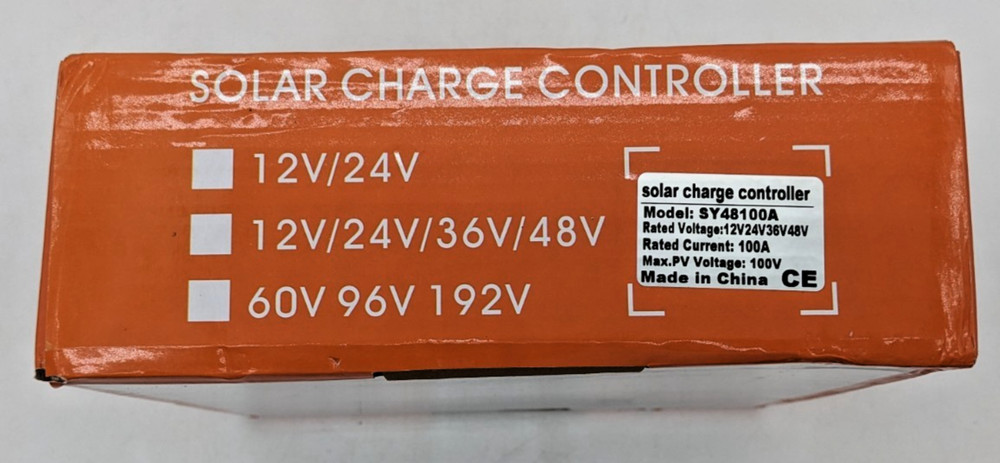 SOLAR CHARGE CONTROLLER
12V/24V
12V/24V/36V/48V
60V 96V 192V
solar charge controller
Model: SY48100A
Rated Voltage:12V24V36V48V
Rated Current: 100A
Max.PV Voltage: 100V
Made in China CE